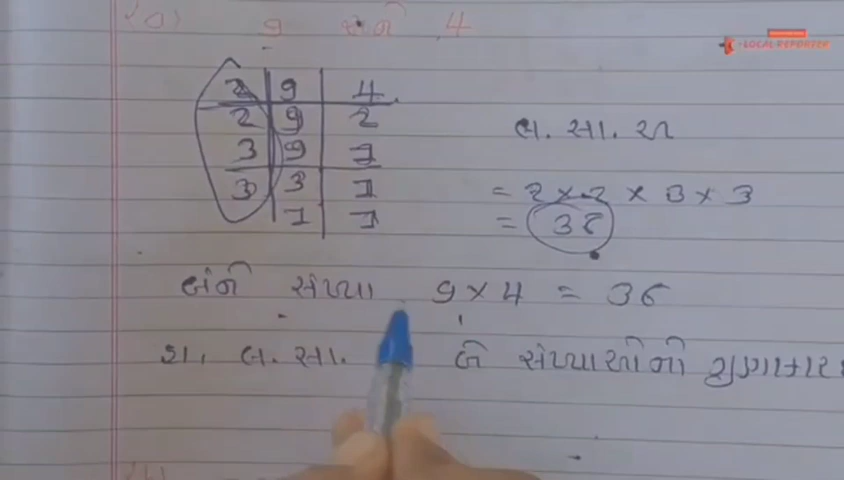 9 અને 4
LOCAL REPORTER
2 9 4
2 9 2
3 9 1
3 3 1
1 1
લ. સા. અ
= 2 × 2 × 3 × 3
= 36
બંને સંખ્યા 9 × 4 = 36
શા. લ. સા. બે સંખ્યાઓનો ગુણાકાર